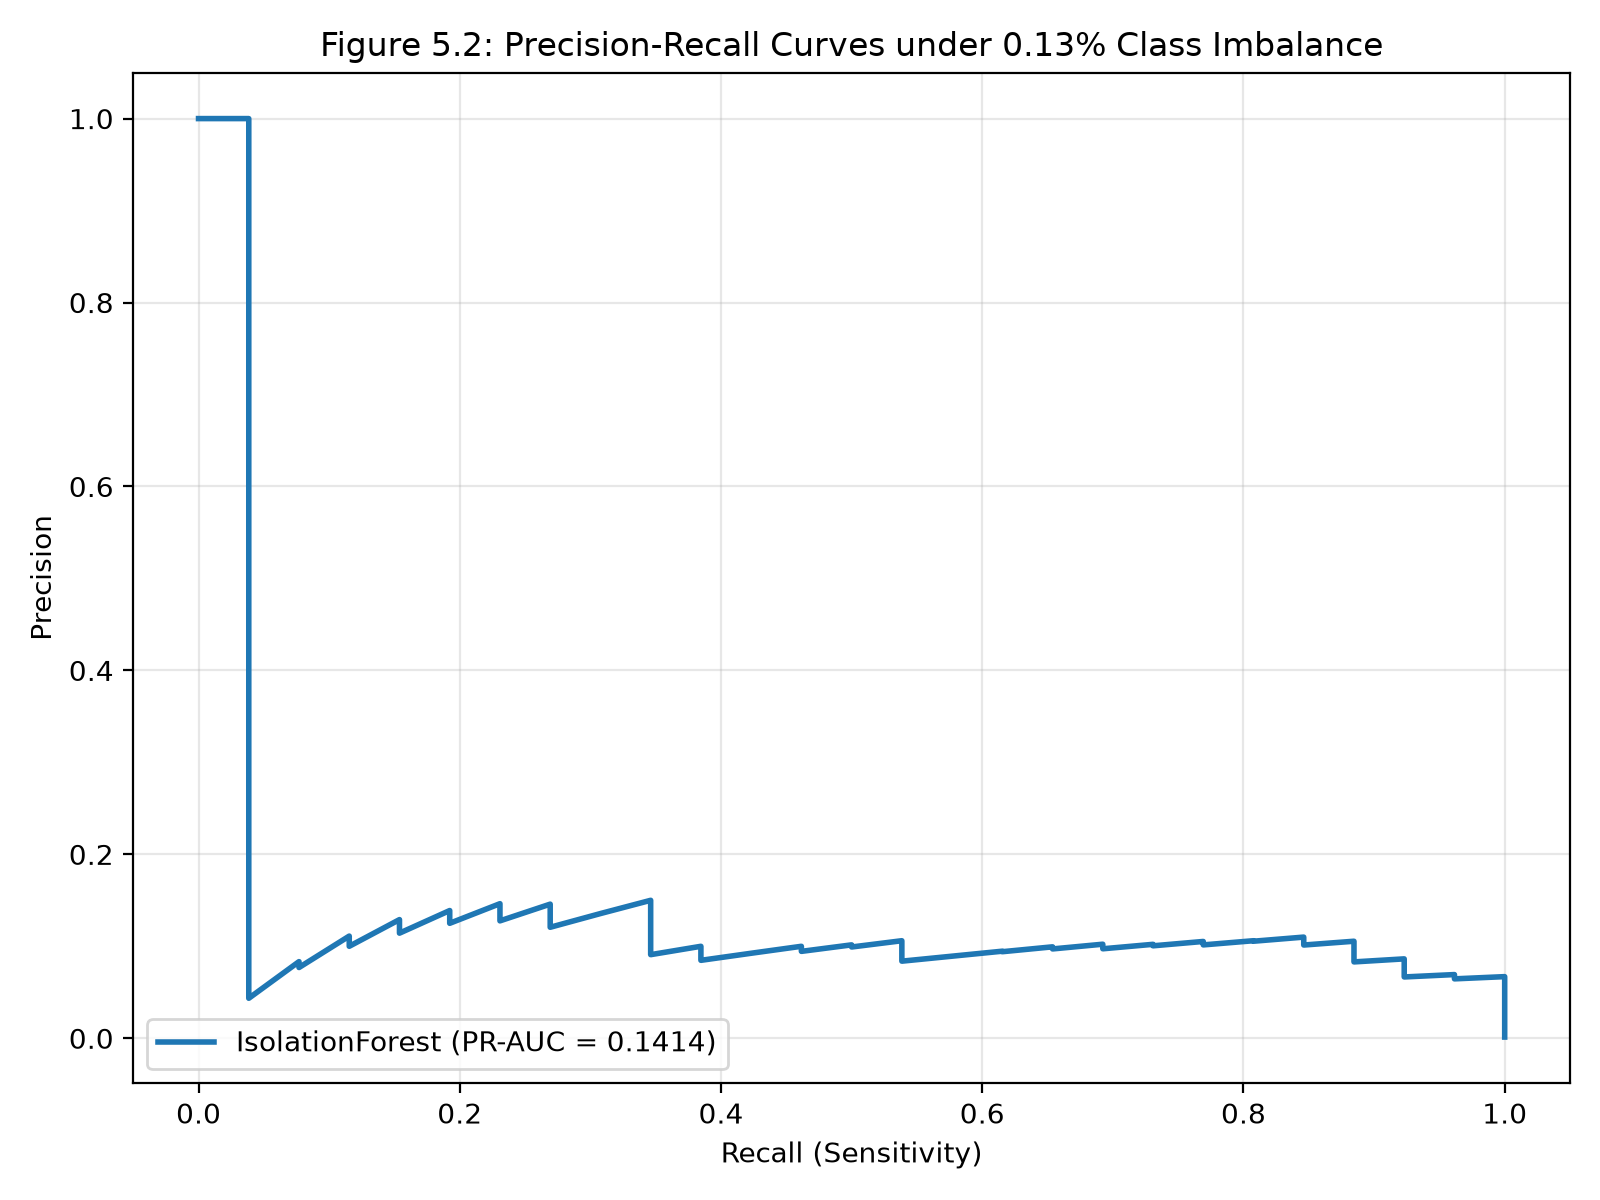 Figure 5.2: Precision-Recall Curves under 0.13% Class Imbalance
1.0
0.8
0.6
0.4
0.2
0.0
Precision
IsolationForest (PR-AUC = 0.1414)
0.0 0.2 0.4 0.6 0.8 1.0
Recall (Sensitivity)